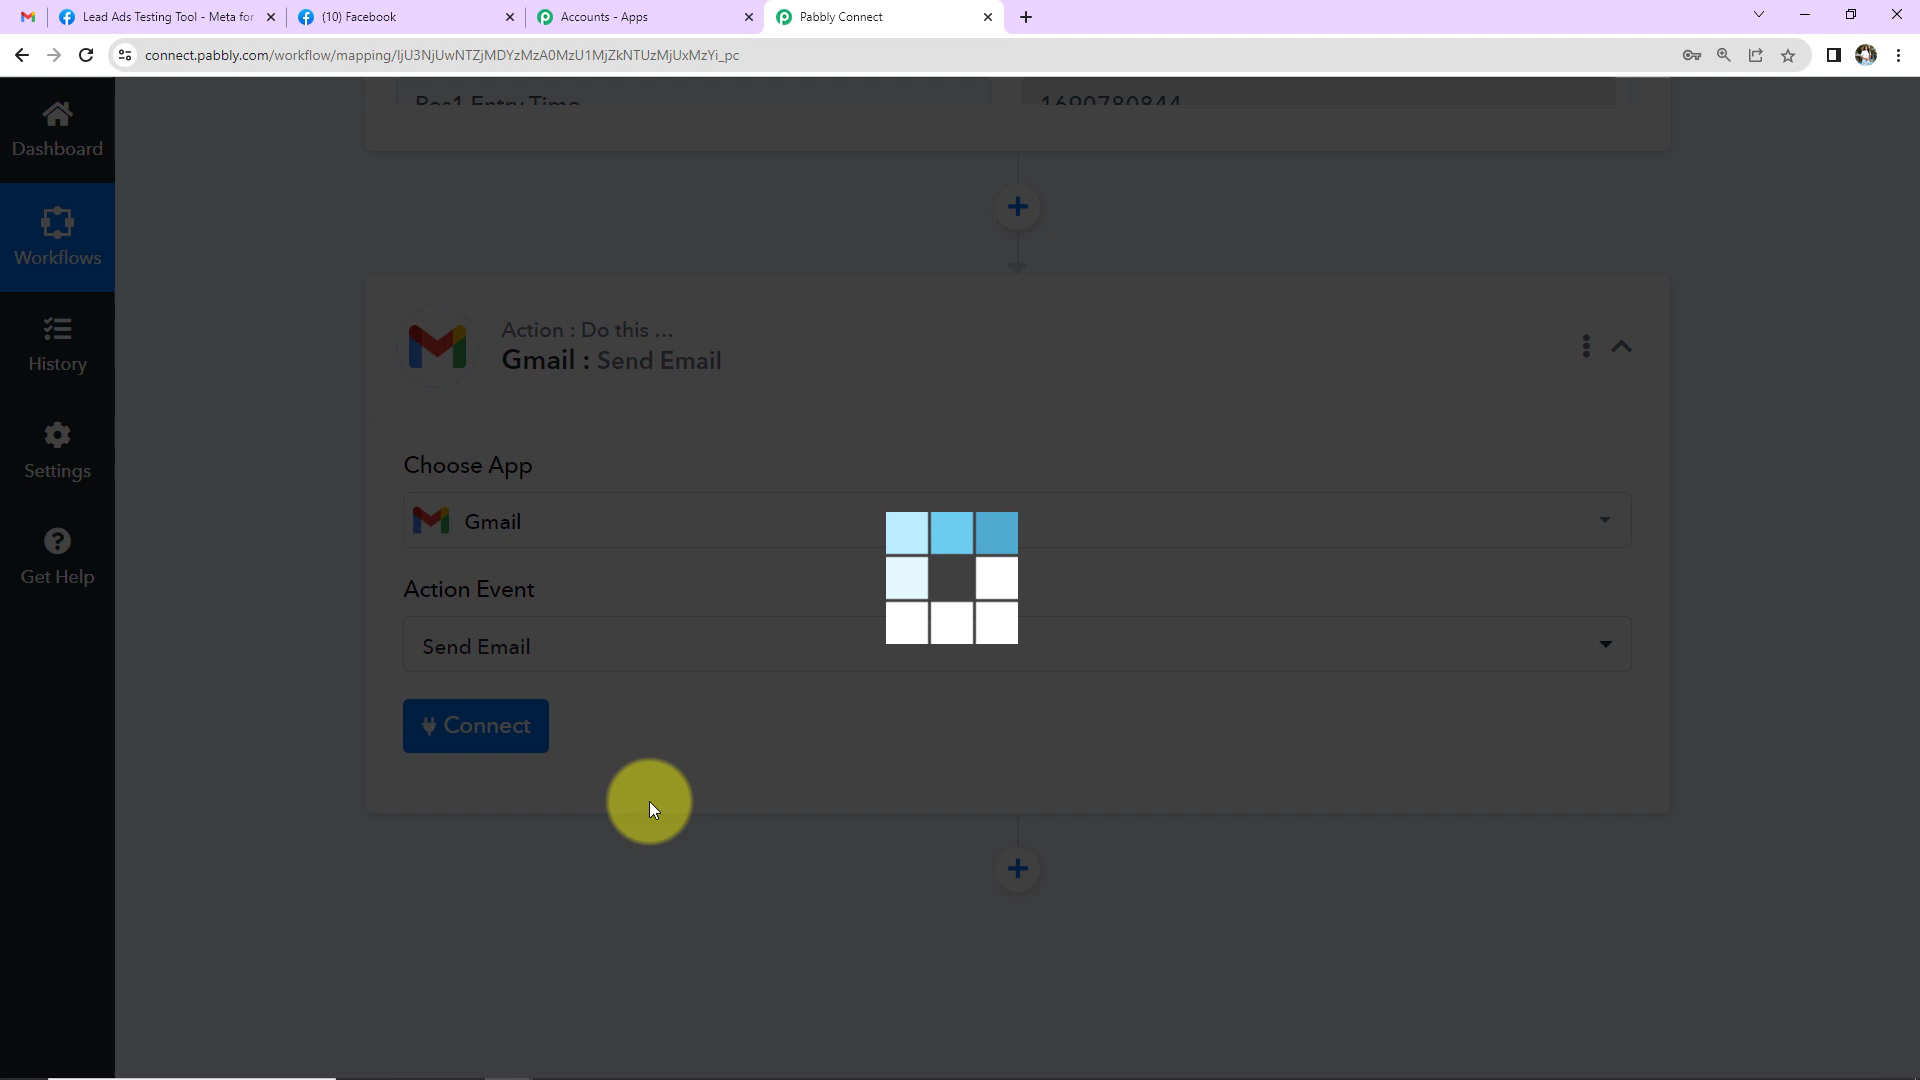 Lead Ads Testing Tool - Meta for
(10) Facebook
Accounts - Apps
Pabbly Connect
connect.pabbly.com/workflow/mapping/IjU3NjUwNTZjMDYzMzA0MzU1MjZkNTUzMjUxMzYi_pc
Pos1 Entry Time
1690780844
Dashboard
Workflows
History
Settings
Get Help
Action : Do this ...
Gmail : Send Email
Choose App
Gmail
Action Event
Send Email
Connect